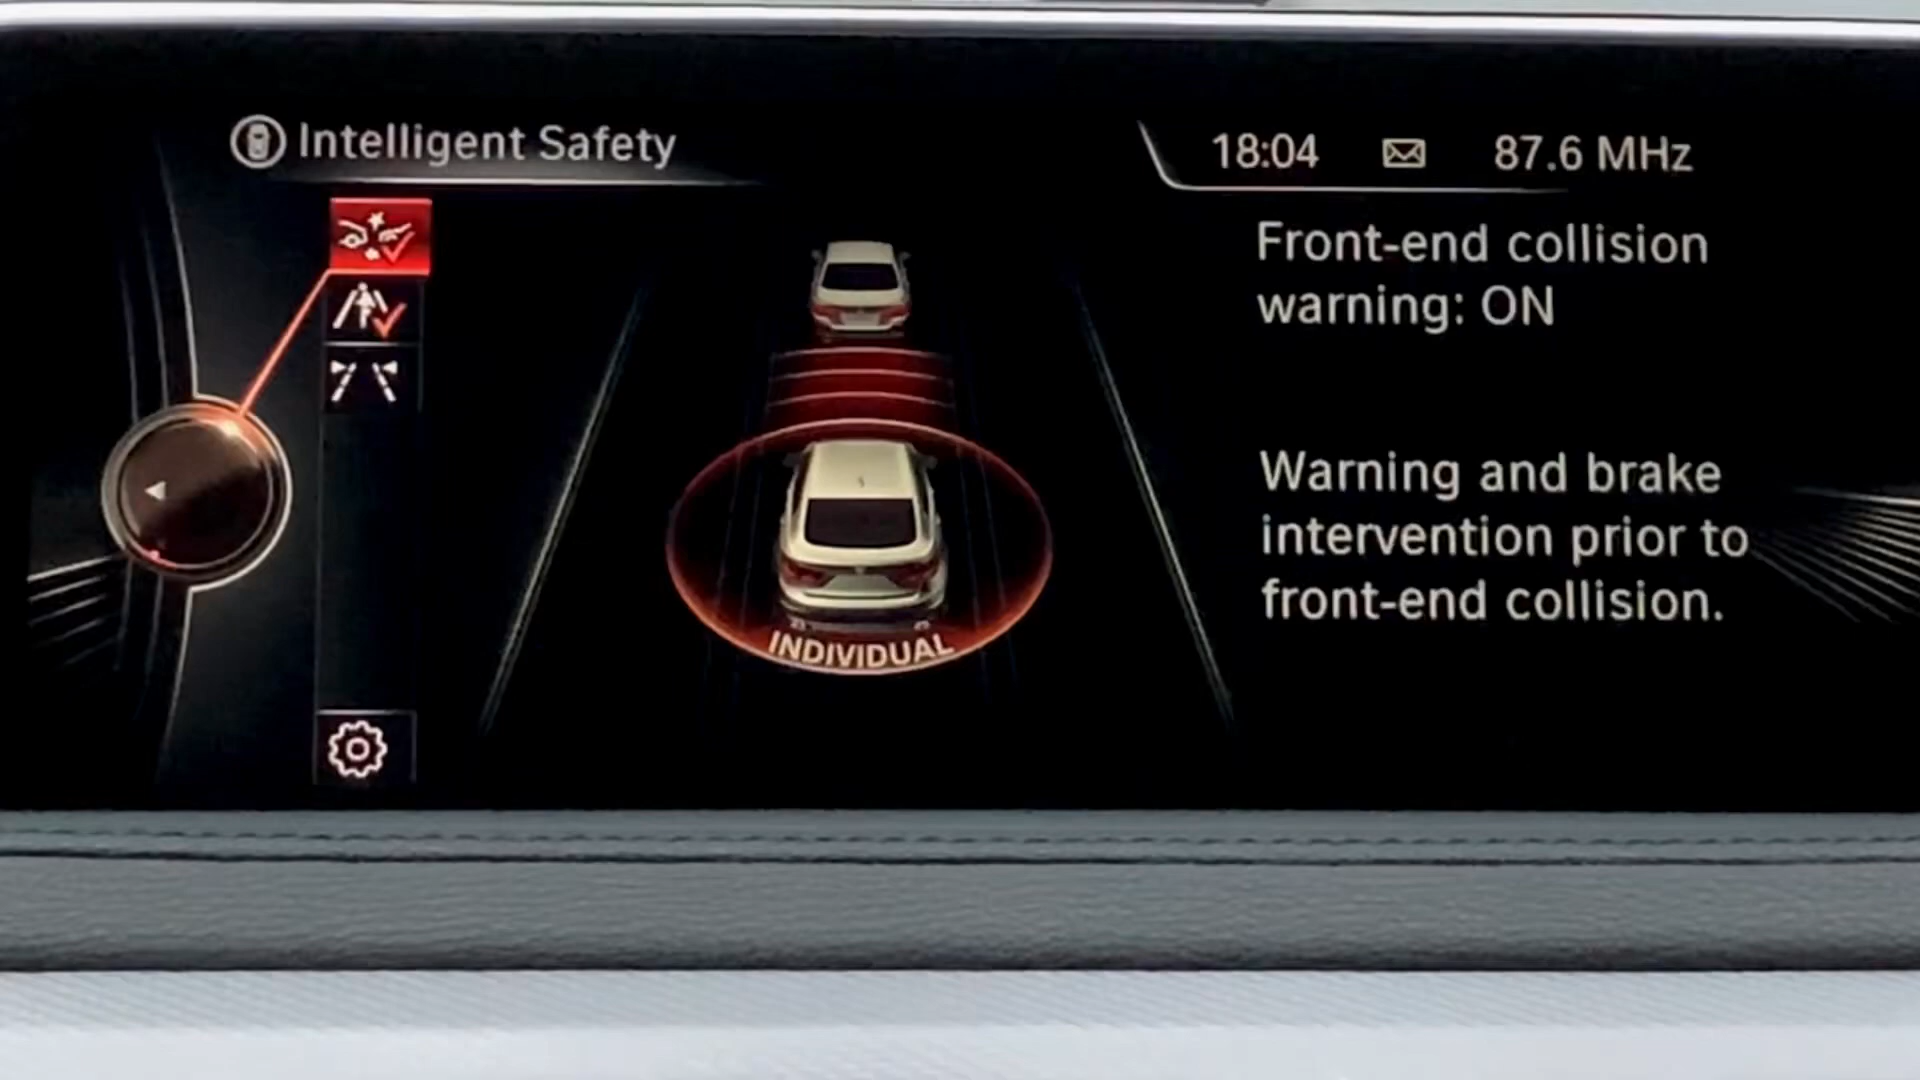 Intelligent Safety
18:04 87.6 MHz
Front-end collision
warning: ON
Warning and brake
intervention prior to
front-end collision.
INDIVIDUAL